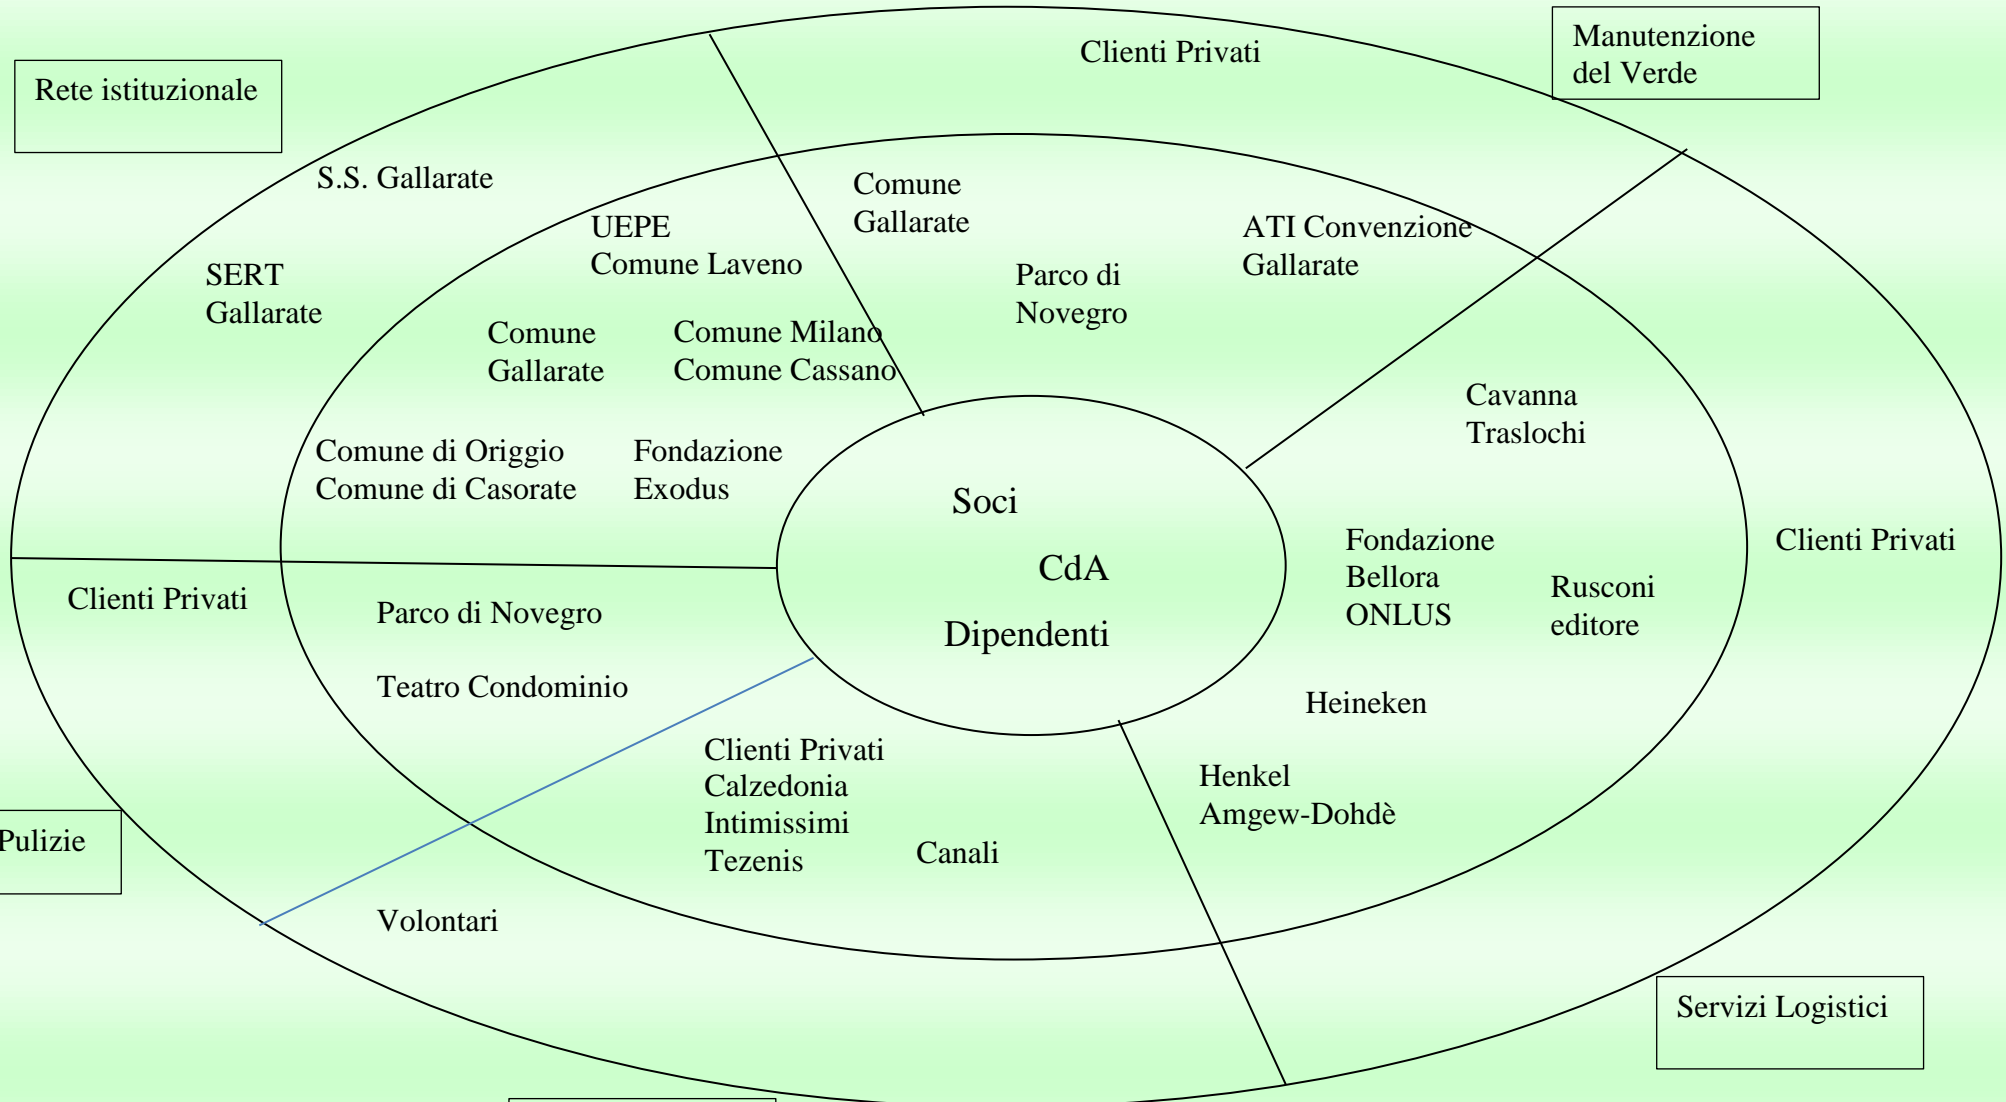 Clienti Privati
Manutenzione
del Verde
Rete istituzionale
S.S. Gallarate
Comune
Gallarate
UEPE
Comune Laveno
ATI Convenzione
Gallarate
SERT
Gallarate
Parco di
Novegro
Comune
Gallarate
Comune Milano
Comune Cassano
Cavanna
Traslochi
Comune di Origgio
Comune di Casorate
Fondazione
Exodus
Soci
CdA
Dipendenti
Fondazione
Bellora
ONLUS
Rusconi
editore
Clienti Privati
Clienti Privati
Parco di Novegro
Teatro Condominio
Heineken
Clienti Privati
Calzedonia
Intimissimi
Tezenis
Canali
Henkel
Amgew-Dohdè
Pulizie
Volontari
Servizi Logistici